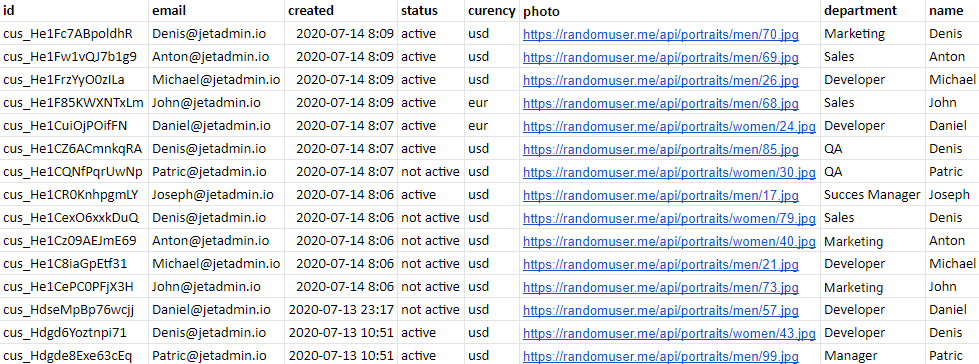 id email created status curency photo department name
cus_He1Fc7ABpoldhR Denis@jetadmin.io 2020-07-14 8:09 active usd https://randomuser.me/api/portraits/men/70.jpg Marketing Denis
cus_He1Fw1vQJ7b1g9 Anton@jetadmin.io 2020-07-14 8:09 active usd https://randomuser.me/api/portraits/men/69.jpg Sales Anton
cus_He1FrzYyO0zILa Michael@jetadmin.io 2020-07-14 8:09 active usd https://randomuser.me/api/portraits/men/26.jpg Developer Michael
cus_He1F85KWXNTxLm John@jetadmin.io 2020-07-14 8:09 active eur https://randomuser.me/api/portraits/men/68.jpg Sales John
cus_He1CuiOjPOifFN Daniel@jetadmin.io 2020-07-14 8:07 active eur https://randomuser.me/api/portraits/women/24.jpg Developer Daniel
cus_He1CZ6ACmnkqRA Denis@jetadmin.io 2020-07-14 8:07 active usd https://randomuser.me/api/portraits/men/85.jpg QA Denis
cus_He1CQNfPqrUwNp Patric@jetadmin.io 2020-07-14 8:07 not active usd https://randomuser.me/api/portraits/women/30.jpg QA Patric
cus_He1CR0KnhpgmLY Joseph@jetadmin.io 2020-07-14 8:06 active usd https://randomuser.me/api/portraits/men/17.jpg Succes Manager Joseph
cus_He1CexO6xxkDuQ Denis@jetadmin.io 2020-07-14 8:06 not active usd https://randomuser.me/api/portraits/women/79.jpg Sales Denis
cus_He1Cz09AEJmE69 Anton@jetadmin.io 2020-07-14 8:06 not active usd https://randomuser.me/api/portraits/women/40.jpg Marketing Anton
cus_He1C8iaGpEtf31 Michael@jetadmin.io 2020-07-14 8:06 not active usd https://randomuser.me/api/portraits/men/21.jpg Developer Michael
cus_He1CePC0PFjX3H John@jetadmin.io 2020-07-14 8:06 not active usd https://randomuser.me/api/portraits/men/73.jpg Marketing John
cus_HdseMpBp76wcjj Daniel@jetadmin.io 2020-07-13 23:17 not active usd https://randomuser.me/api/portraits/men/57.jpg Developer Daniel
cus_Hdgd6Yoztnpi71 Denis@jetadmin.io 2020-07-13 10:51 active usd https://randomuser.me/api/portraits/women/43.jpg Developer Denis
cus_Hdgde8Exe63cEq Patric@jetadmin.io 2020-07-13 10:51 active usd https://randomuser.me/api/portraits/men/99.jpg Manager Patric